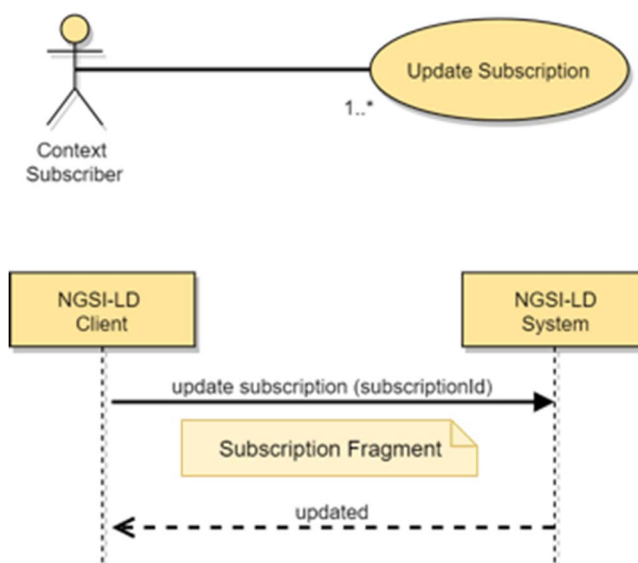 Update Subscription
1..*
Context
Subscriber
NGSI-LD
Client
NGSI-LD
System
update subscription (subscriptionId)
Subscription Fragment
updated